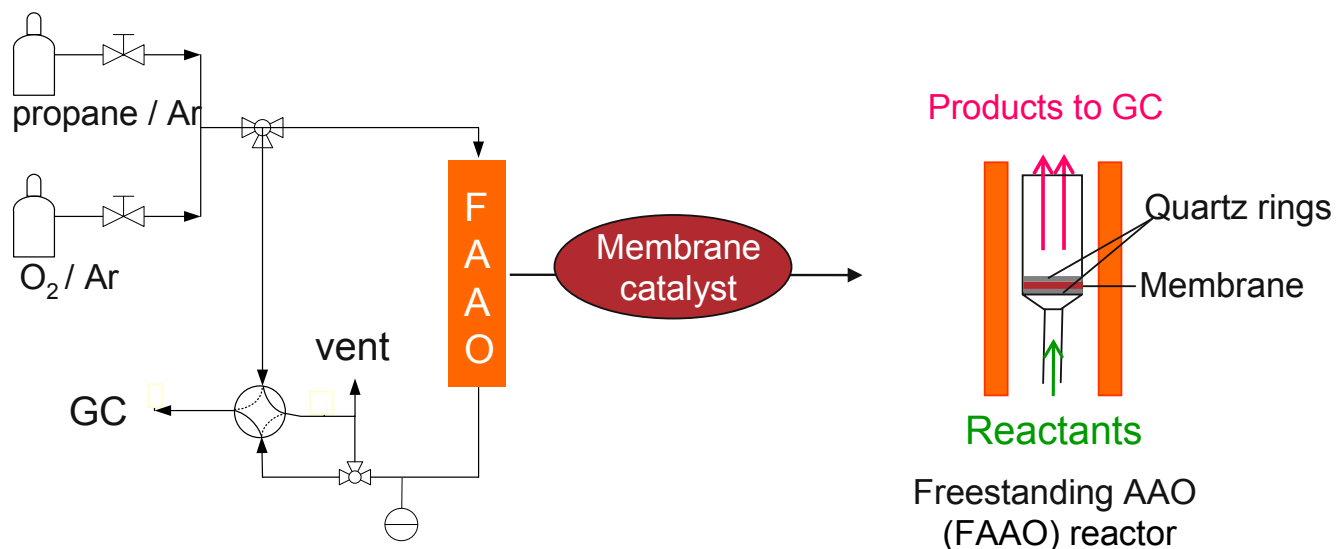 propane / Ar
O₂ / Ar
F
A
A
O
Membrane
catalyst
vent
GC
Products to GC
Quartz rings
Membrane
Reactants
Freestanding AAO
(FAAO) reactor